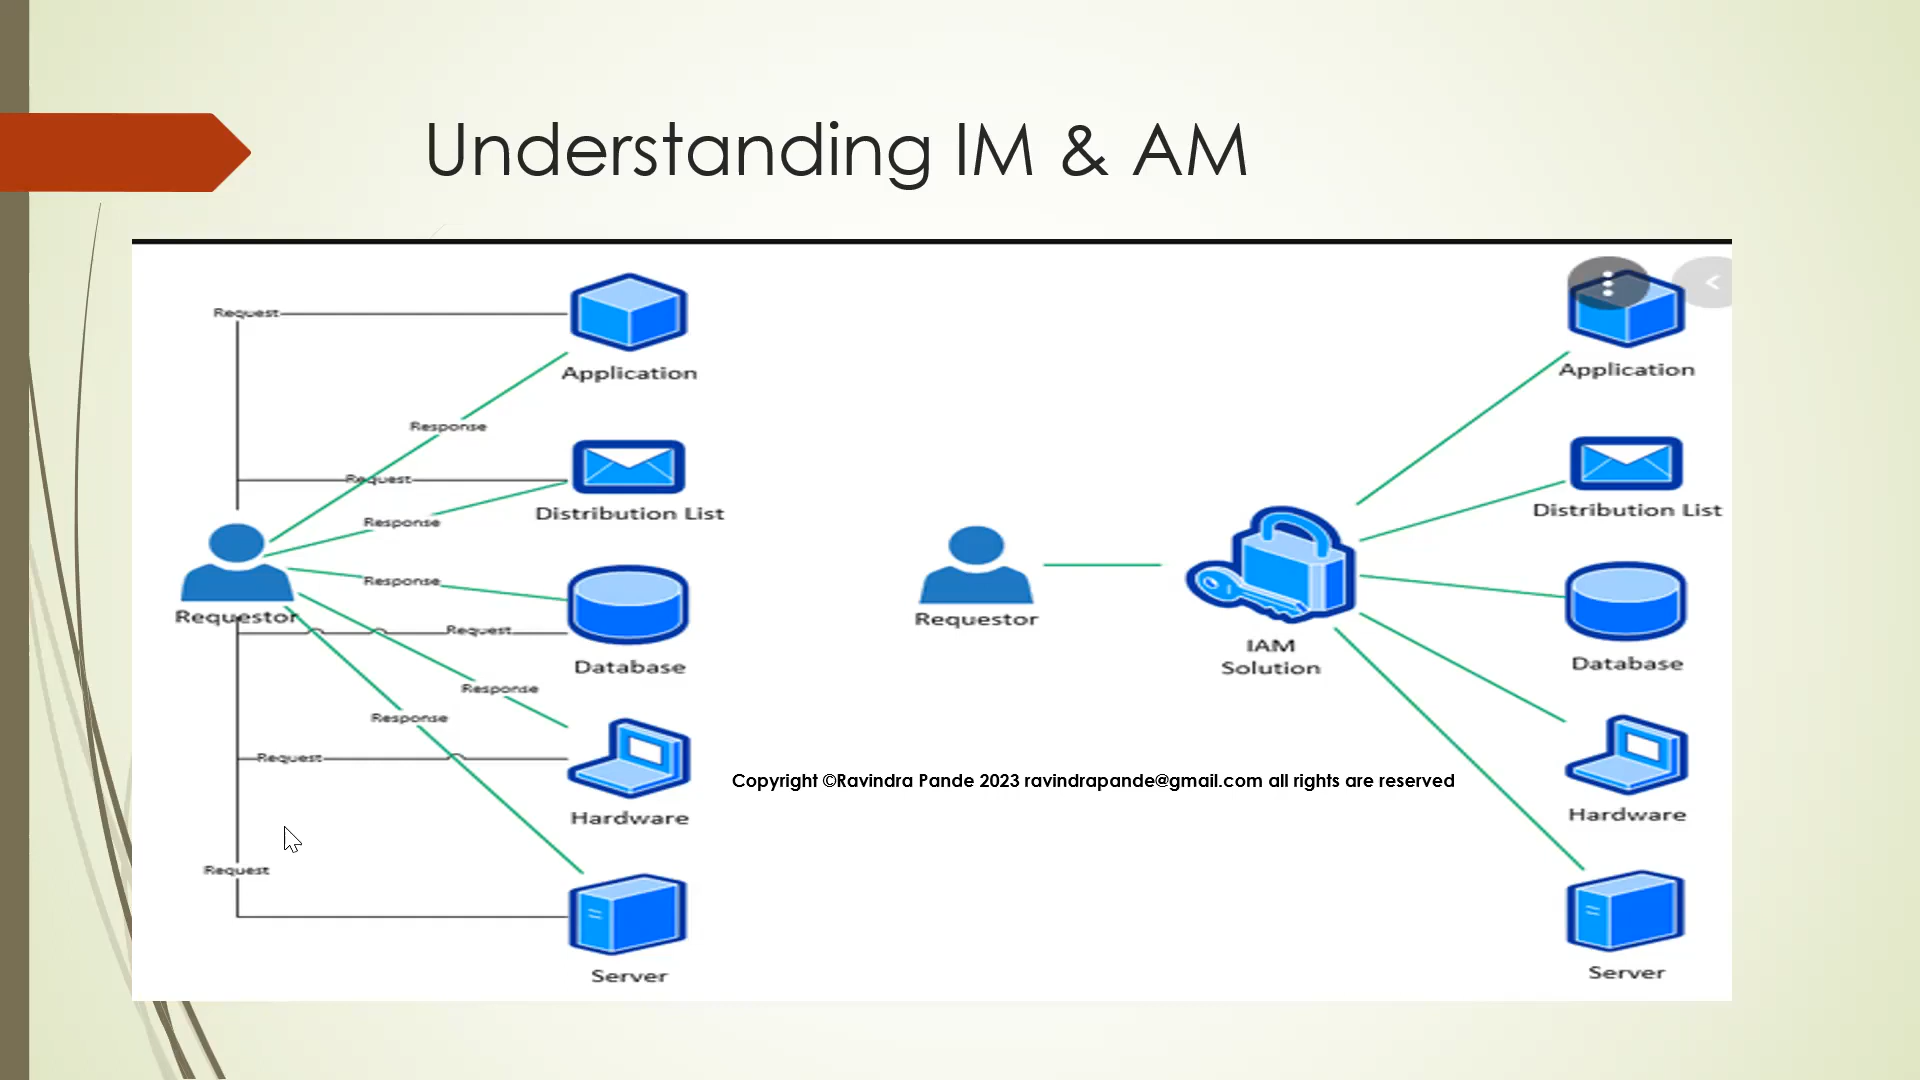 Understanding IM & AM
Request
Application
Response
Request
Distribution List
Response
Response
Requestor
Request
Database
Response
Response
Request
Hardware
Request
Server
Requestor
IAM
Solution
Copyright ©Ravindra Pande 2023 ravindrapande@gmail.com all rights are reserved
Application
Distribution List
Database
Hardware
Server